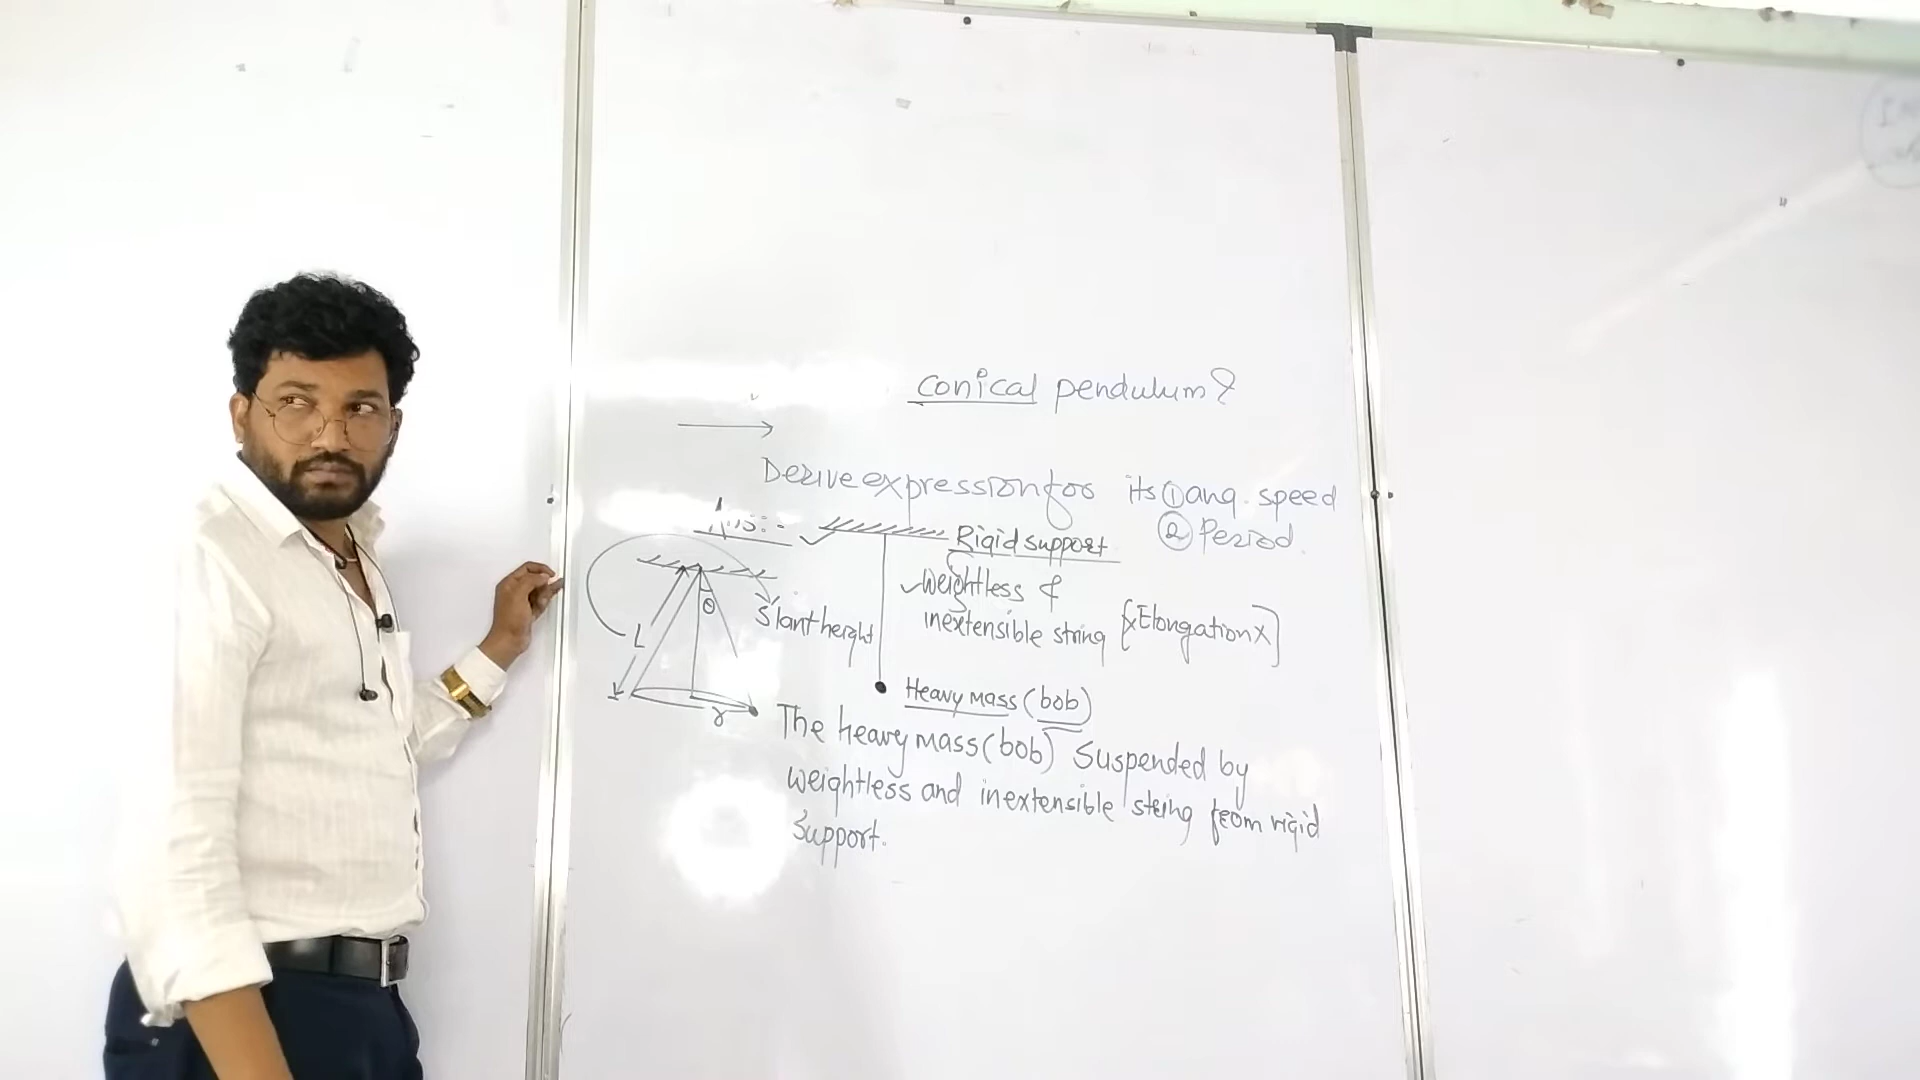 conical pendulum?
Derive expression for its ① ang. speed
② Period.
Ans:-
Rigid support
weightless &
inextensible string [xElongationx]
θ
Slant height
L
r
Heavy mass (bob)
The heavy mass (bob) suspended by
weightless and inextensible string from rigid
support.